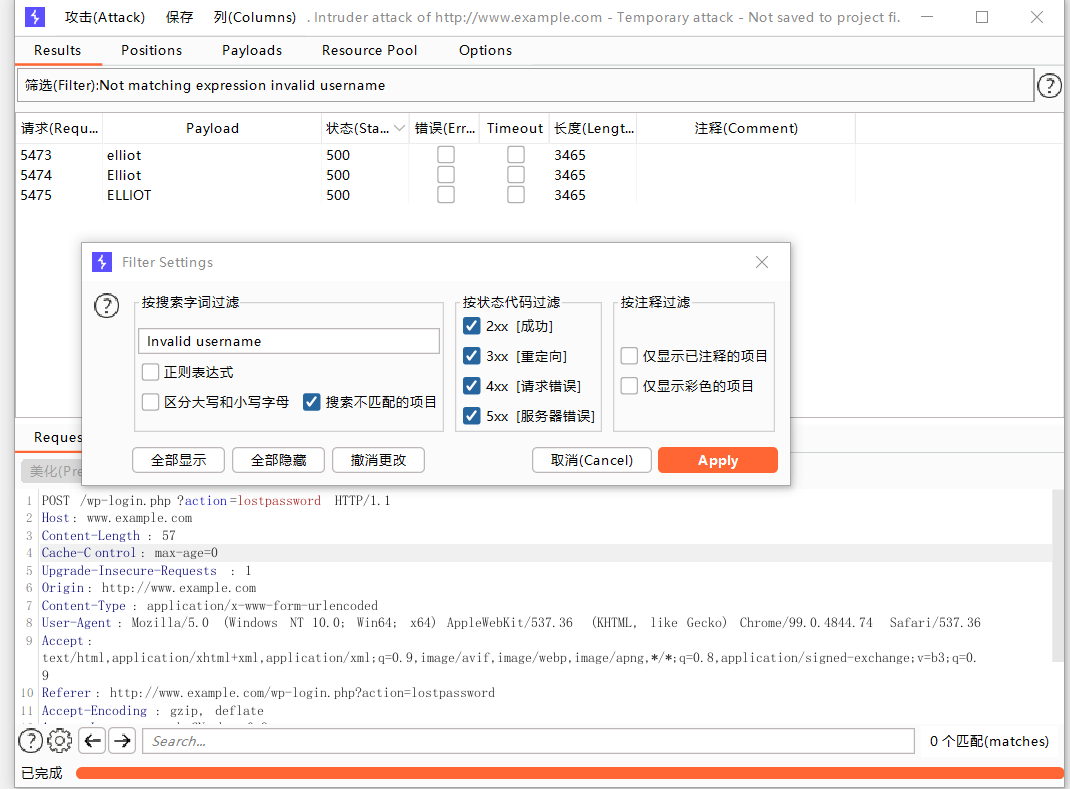 攻击(Attack) 保存 列(Columns) . Intruder attack of http://www.example.com - Temporary attack - Not saved to project fi.
Results Positions Payloads Resource Pool Options
筛选(Filter):Not matching expression invalid username
请求(Requ... Payload 状态(Sta... 错误(Err... Timeout 长度(Lengt... 注释(Comment)
5473 elliot 500 3465
5474 Elliot 500 3465
5475 ELLIOT 500 3465
Filter Settings
按搜索字词过滤 按状态代码过滤 按注释过滤
Invalid username
正则表达式
区分大写和小写字母 搜索不匹配的项目
2xx [成功]
3xx [重定向]
4xx [请求错误]
5xx [服务器错误]
仅显示已注释的项目
仅显示彩色的项目
全部显示 全部隐藏 撤消更改 取消(Cancel) Apply
Reques
美化(Pre
1 POST /wp-login.php?action=lostpassword HTTP/1.1
2 Host: www.example.com
3 Content-Length: 57
4 Cache-Control: max-age=0
5 Upgrade-Insecure-Requests: 1
6 Origin: http://www.example.com
7 Content-Type: application/x-www-form-urlencoded
8 User-Agent: Mozilla/5.0 (Windows NT 10.0; Win64; x64) AppleWebKit/537.36 (KHTML, like Gecko) Chrome/99.0.4844.74 Safari/537.36
9 Accept:
text/html,application/xhtml+xml,application/xml;q=0.9,image/avif,image/webp,image/apng,*/*;q=0.8,application/signed-exchange;v=b3;q=0.
9
10 Referer: http://www.example.com/wp-login.php?action=lostpassword
11 Accept-Encoding: gzip, deflate
Search... 0 个匹配(matches)
已完成